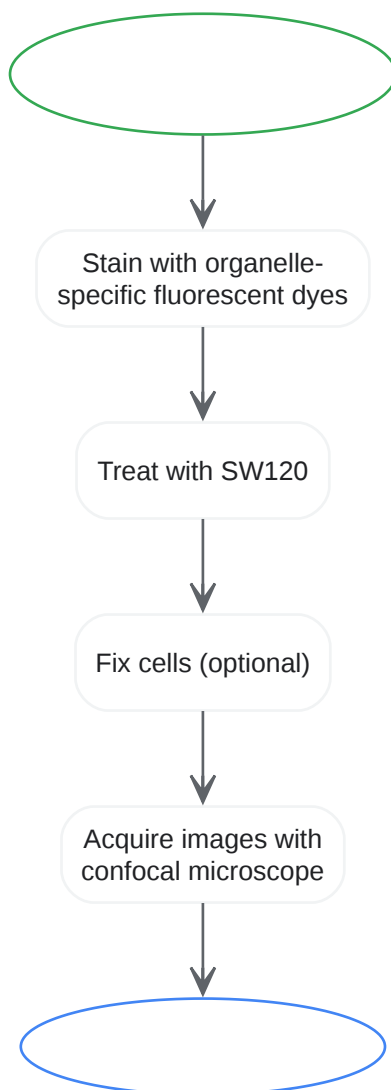 Stain with organelle-
specific fluorescent dyes
Treat with SW120
Fix cells (optional)
Acquire images with
confocal microscope